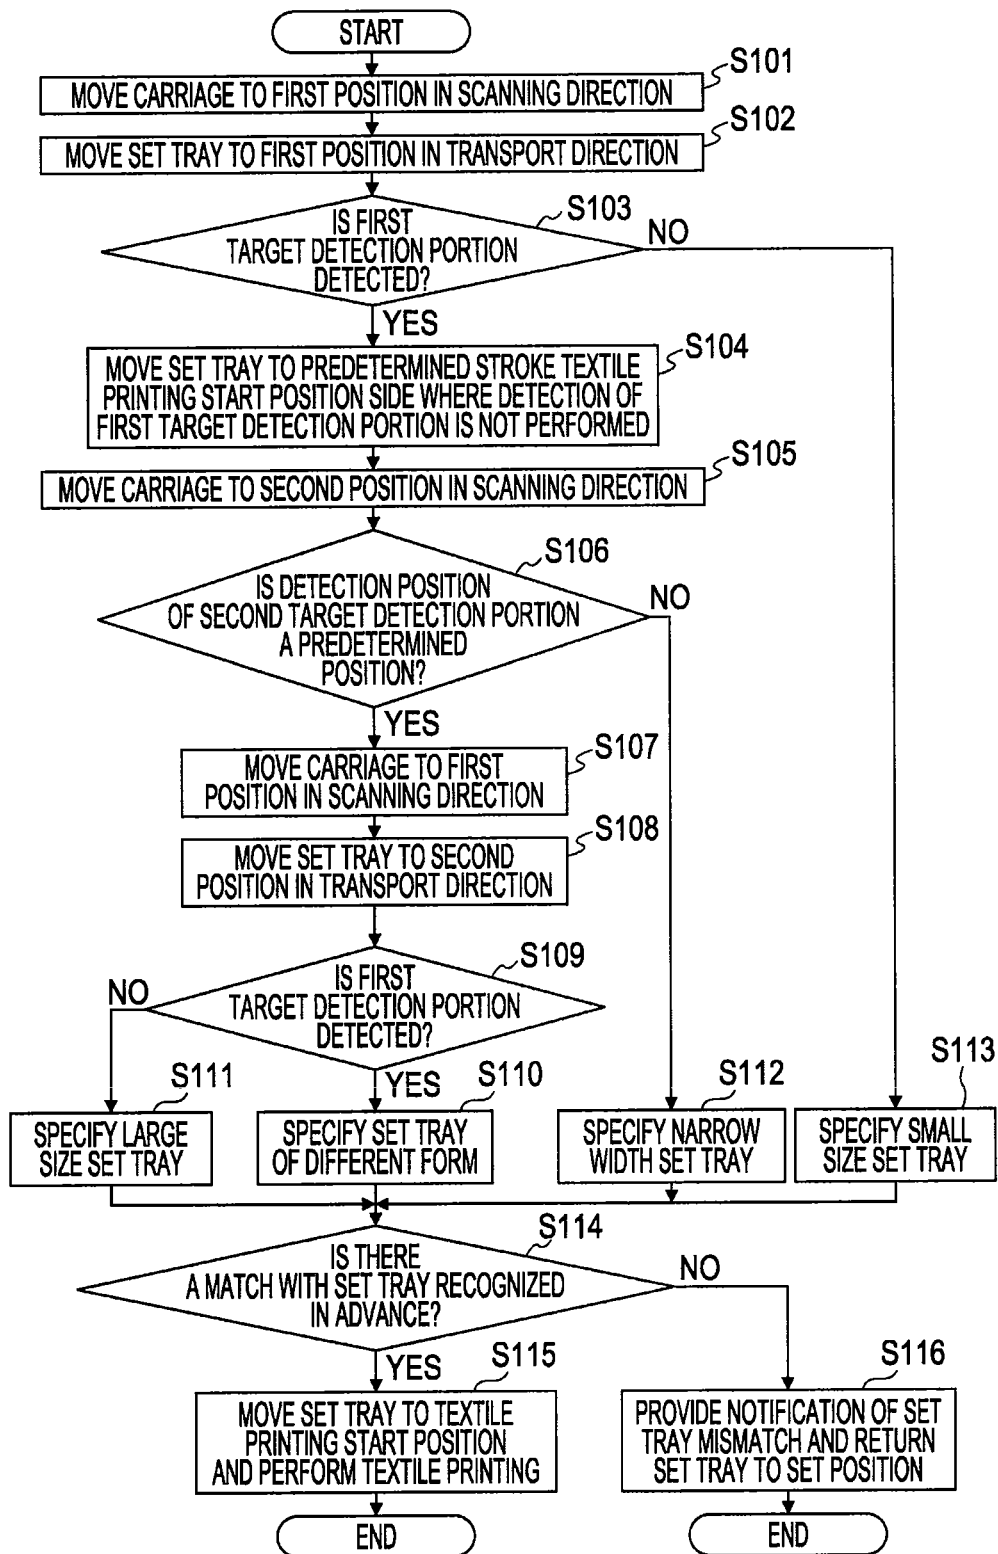 START
S101
MOVE CARRIAGE TO FIRST POSITION IN SCANNING DIRECTION
S102
MOVE SET TRAY TO FIRST POSITION IN TRANSPORT DIRECTION
S103
IS FIRST
TARGET DETECTION PORTION
DETECTED?
NO
YES
S104
MOVE SET TRAY TO PREDETERMINED STROKE TEXTILE
PRINTING START POSITION SIDE WHERE DETECTION OF
FIRST TARGET DETECTION PORTION IS NOT PERFORMED
S105
MOVE CARRIAGE TO SECOND POSITION IN SCANNING DIRECTION
S106
IS DETECTION POSITION
OF SECOND TARGET DETECTION PORTION
A PREDETERMINED
POSITION?
NO
YES
S107
MOVE CARRIAGE TO FIRST
POSITION IN SCANNING DIRECTION
S108
MOVE SET TRAY TO SECOND
POSITION IN TRANSPORT DIRECTION
S109
IS FIRST
TARGET DETECTION PORTION
DETECTED?
NO
YES
S111
SPECIFY LARGE
SIZE SET TRAY
S110
SPECIFY SET TRAY
OF DIFFERENT FORM
S112
SPECIFY NARROW
WIDTH SET TRAY
S113
SPECIFY SMALL
SIZE SET TRAY
S114
IS THERE
A MATCH WITH SET TRAY RECOGNIZED
IN ADVANCE?
NO
YES
S115
MOVE SET TRAY TO TEXTILE
PRINTING START POSITION
AND PERFORM TEXTILE PRINTING
S116
PROVIDE NOTIFICATION OF SET
TRAY MISMATCH AND RETURN
SET TRAY TO SET POSITION
END
END